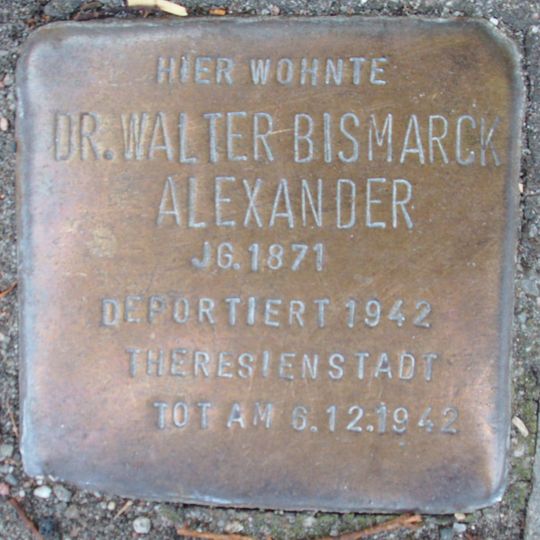 HIER WOHNTE
DR. WALTER BISMARCK
ALEXANDER
JG. 1871
DEPORTIERT 1942
THERESIENSTADT
TOT AM 6.12.1942